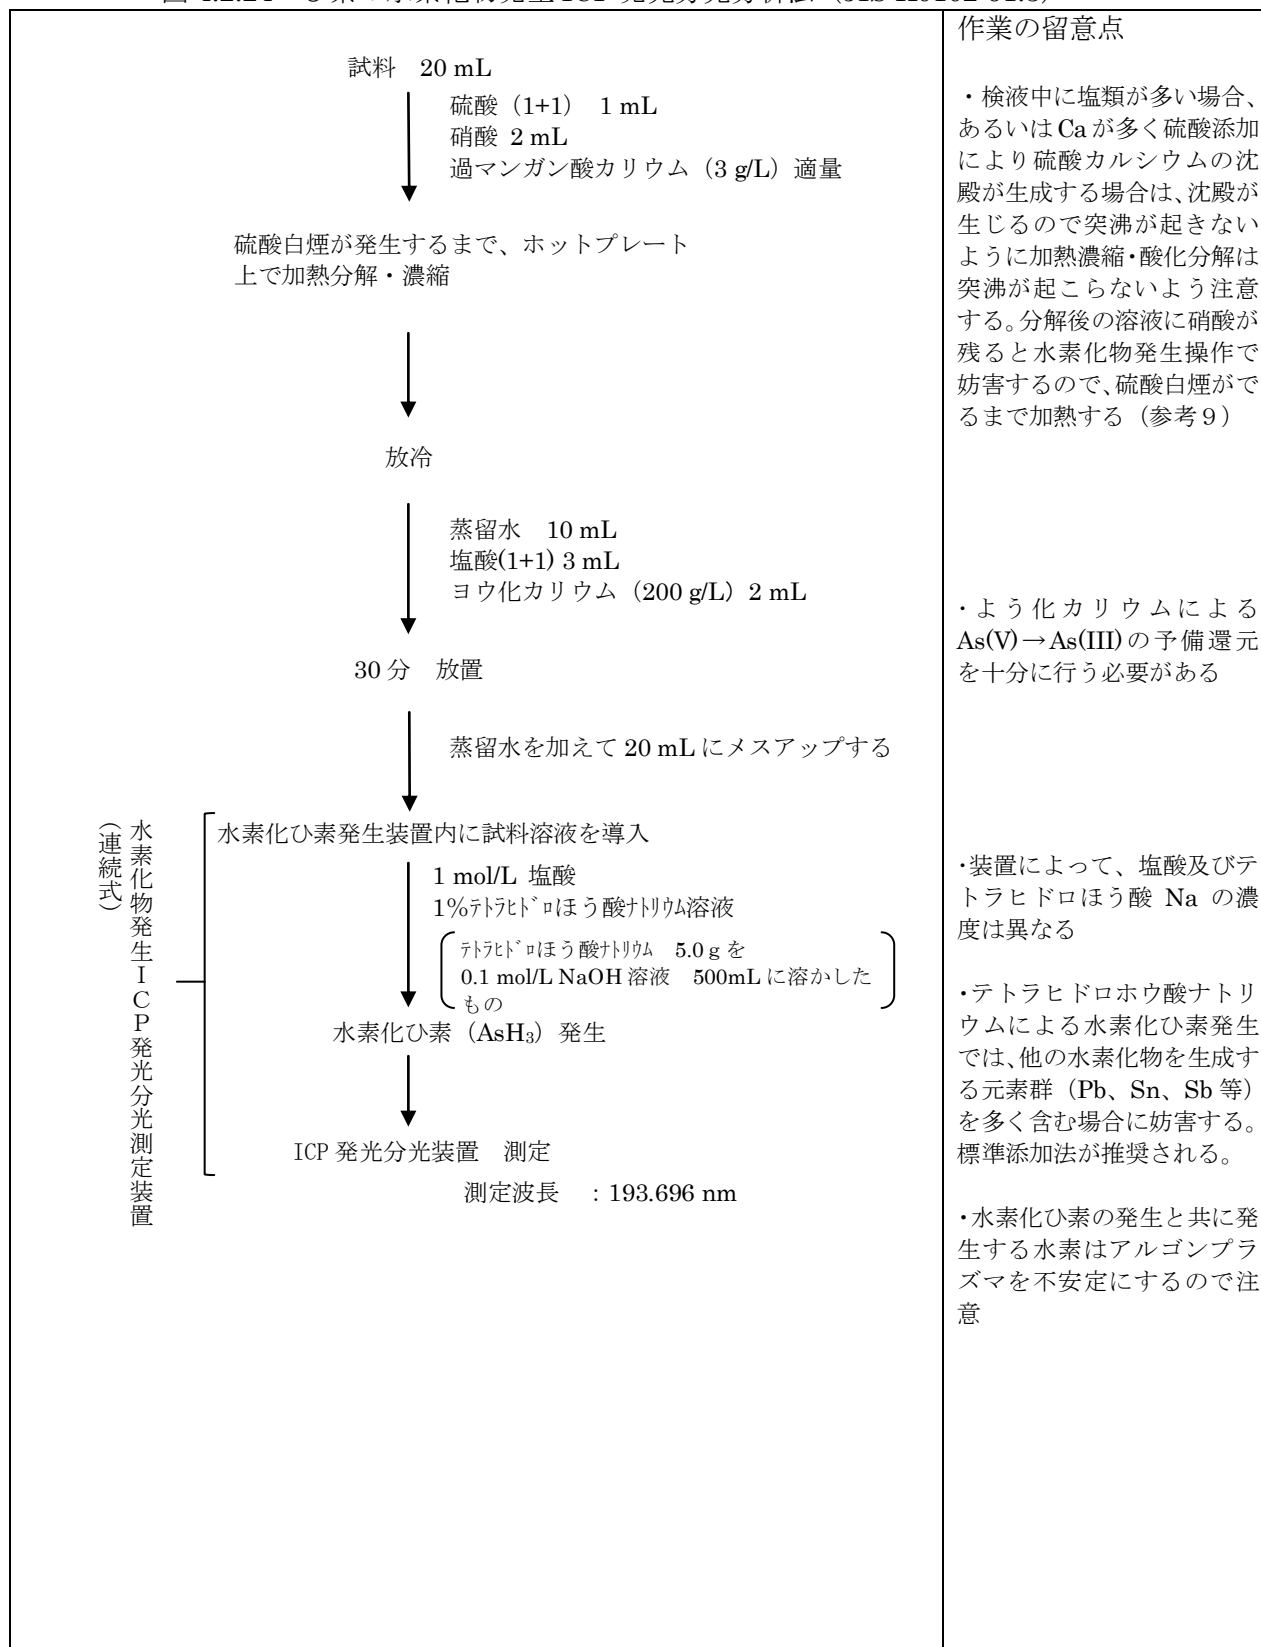 作業の留意点
試料 20 mL
硫酸（1+1） 1 mL
硝酸 2 mL
過マンガン酸カリウム（3 g/L）適量
硫酸白煙が発生するまで、ホットプレート
上で加熱分解・濃縮
放冷
蒸留水 10 mL
塩酸(1+1) 3 mL
ヨウ化カリウム（200 g/L）2 mL
30 分 放置
蒸留水を加えて 20 mL にメスアップする
水素化物発生ＩＣＰ発光分光測定装置
（連続式）
水素化ひ素発生装置内に試料溶液を導入
1 mol/L 塩酸
1%ﾃﾄﾗﾋﾄﾞﾛほう酸ﾅﾄﾘｳﾑ溶液
ﾃﾄﾗﾋﾄﾞﾛほう酸ﾅﾄﾘｳﾑ 5.0 g を
0.1 mol/L NaOH 溶液 500mL に溶かした
もの
水素化ひ素（AsH₃）発生
ICP 発光分光装置 測定
測定波長 : 193.696 nm
・検液中に塩類が多い場合、
あるいは Ca が多く硫酸添加
により硫酸カルシウムの沈
殿が生成する場合は、沈殿が
生じるので突沸が起きない
ように加熱濃縮・酸化分解は
突沸が起こらないよう注意
する。分解後の溶液に硝酸が
残ると水素化物発生操作で
妨害するので、硫酸白煙がで
るまで加熱する（参考９）
・よう化カリウムによる
As(V)→As(III)の予備還元
を十分に行う必要がある
・装置によって、塩酸及びテ
トラヒドロほう酸 Na の濃
度は異なる
・テトラヒドロホウ酸ナトリ
ウムによる水素化ひ素発生
では、他の水素化物を生成す
る元素群（Pb、Sn、Sb 等）
を多く含む場合に妨害する。
標準添加法が推奨される。
・水素化ひ素の発生と共に発
生する水素はアルゴンプラ
ズマを不安定にするので注
意